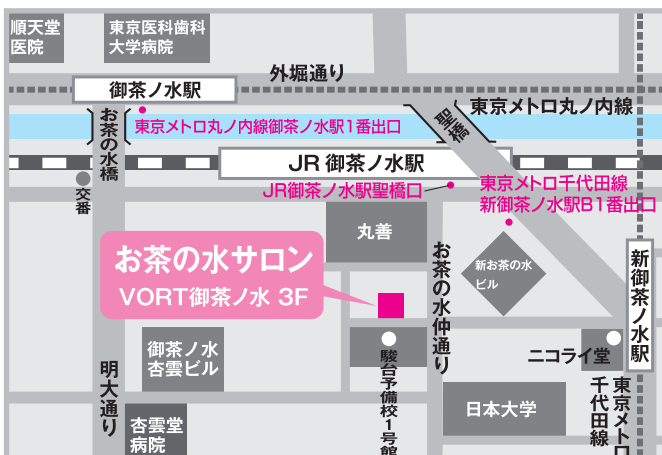 順天堂
医院
東京医科歯科
大学病院
外堀通り
御茶ノ水駅
東京メトロ丸ノ内線
東京メトロ丸ノ内線御茶ノ水駅1番出口
お茶の水橋
聖橋
JR 御茶ノ水駅
交番
JR御茶ノ水駅聖橋口
東京メトロ千代田線
新御茶ノ水駅B1番出口
丸善
お茶の水サロン
VORT御茶ノ水 3F
新お茶の水
ビル
お茶の水仲通り
新御茶ノ水駅
御茶ノ水
杏雲ビル
明大通り
駿台予備校1号館
ニコライ堂
日本大学
東京メトロ
千代田線
杏雲堂
病院